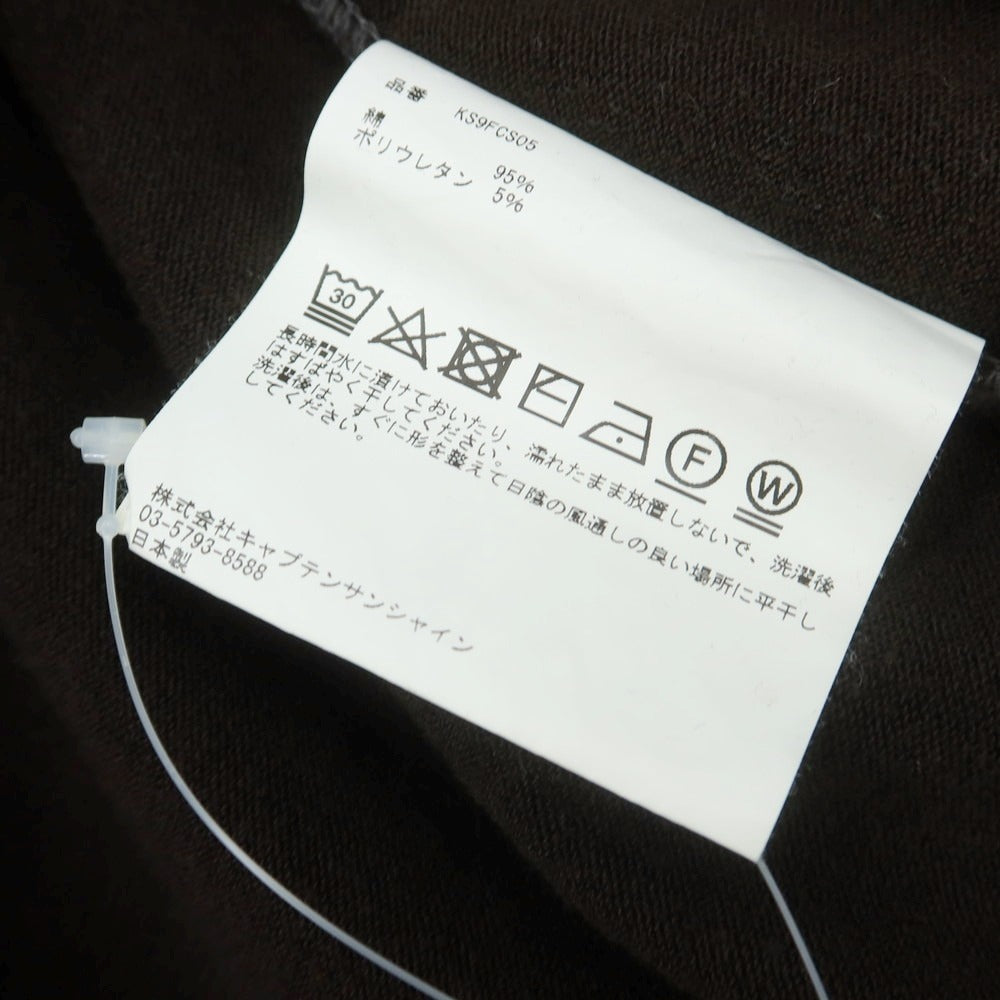 品番 KS9FCS05
綿 95%
ポリウレタン 5%
30
F
W
長時間水に漬けておいたり、濡れたまま放置しないで、洗濯後
はすばやく干してください。
洗濯後は、すぐに形を整えて日陰の風通しの良い場所に平干し
してください。
株式会社キャプテンサンシャイン
03-5793-8588
日本製